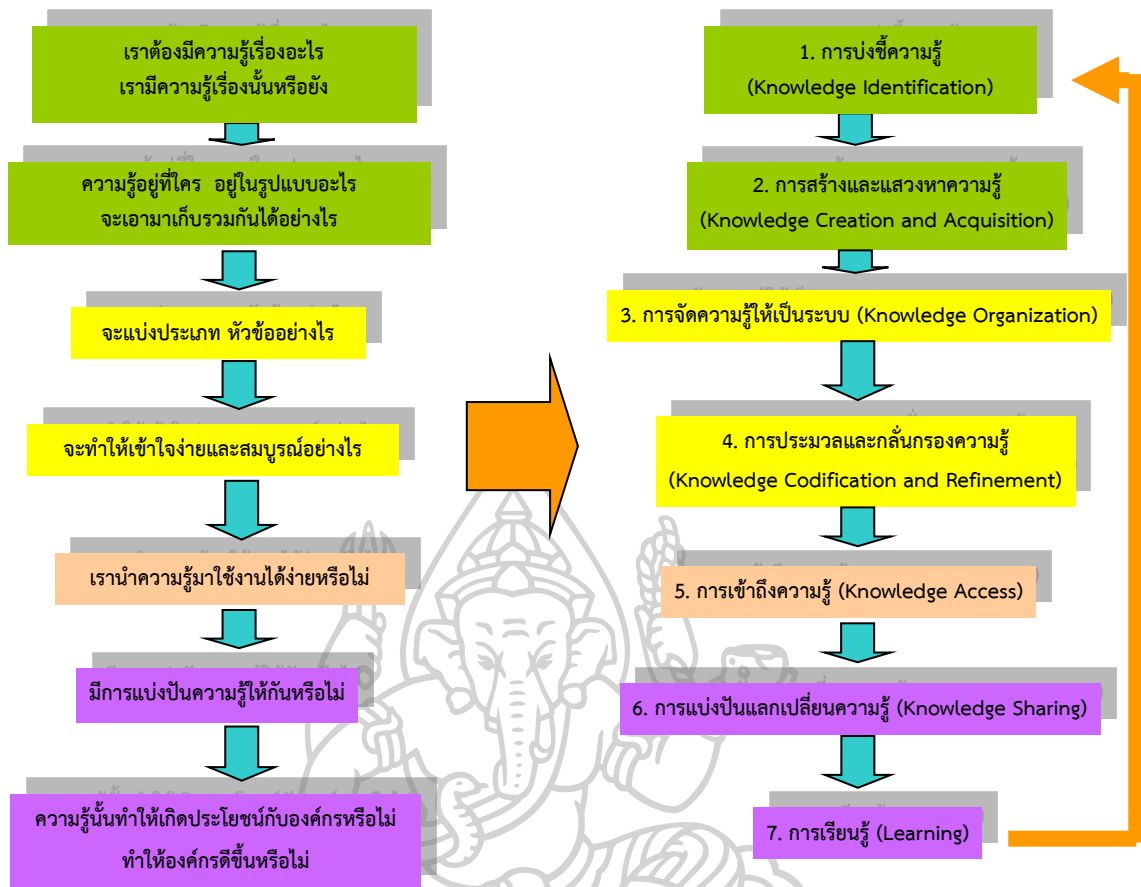 เราต้องมีความรู้เรื่องอะไร
เรามีความรู้เรื่องนั้นหรือยัง
ความรู้อยู่ที่ใคร อยู่ในรูปแบบอะไร
จะเอามาเก็บรวมกันได้อย่างไร
จะแบ่งประเภท หัวข้ออย่างไร
จะทำให้เข้าใจง่ายและสมบูรณ์อย่างไร
เรานำความรู้มาใช้งานได้ง่ายหรือไม่
มีการแบ่งปันความรู้ให้กันหรือไม่
ความรู้นั้นทำให้เกิดประโยชน์กับองค์กรหรือไม่
ทำให้องค์กรดีขึ้นหรือไม่
1. การบ่งชี้ความรู้
(Knowledge Identification)
2. การสร้างและแสวงหาความรู้
(Knowledge Creation and Acquisition)
3. การจัดความรู้ให้เป็นระบบ (Knowledge Organization)
4. การประมวลและกลั่นกรองความรู้
(Knowledge Codification and Refinement)
5. การเข้าถึงความรู้ (Knowledge Access)
6. การแบ่งปันแลกเปลี่ยนความรู้ (Knowledge Sharing)
7. การเรียนรู้ (Learning)